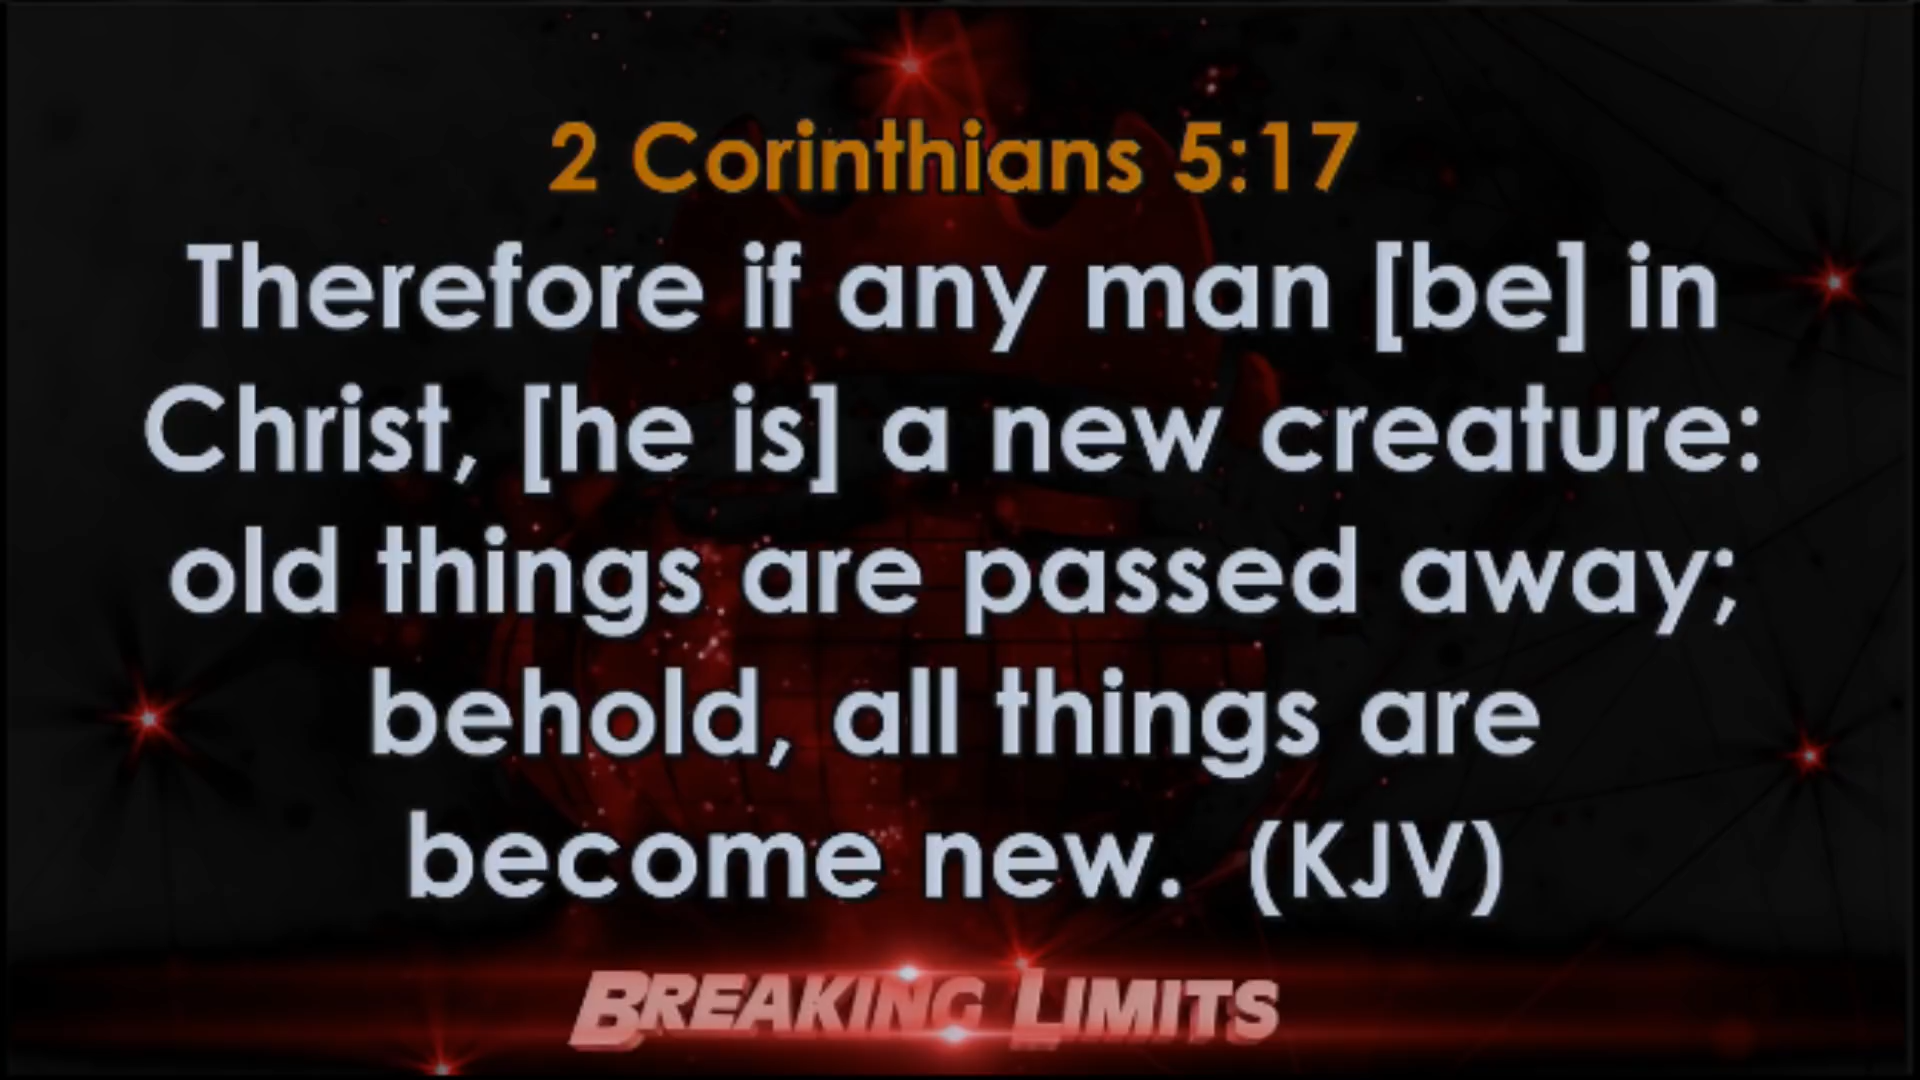 2 Corinthians 5:17
Therefore if any man [be] in
Christ, [he is] a new creature:
old things are passed away;
behold, all things are
become new.  (KJV)
BREAKING LIMITS